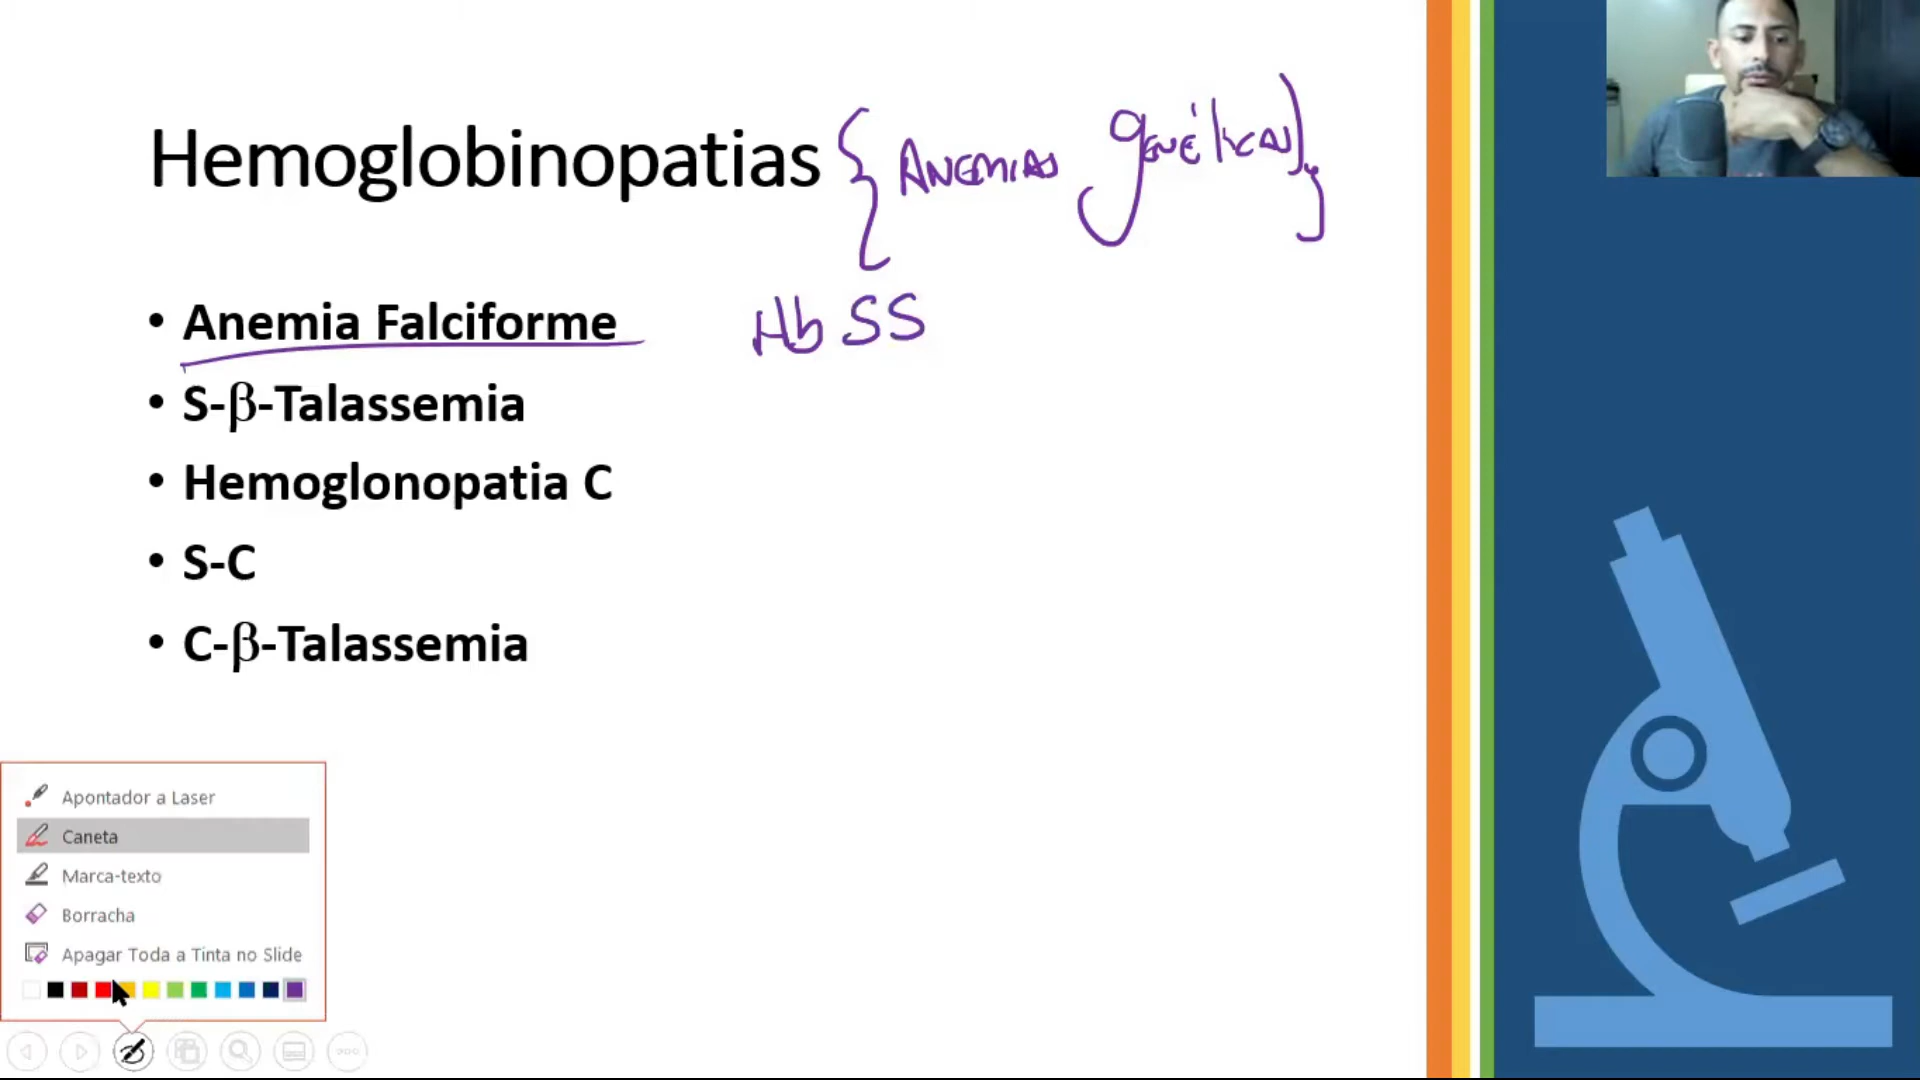 Hemoglobinopatias { ANEMIAS genéticas }
• Anemia Falciforme Hb SS
• S-β-Talassemia
• Hemoglonopatia C
• S-C
• C-β-Talassemia
Apontador a Laser
Caneta
Marca-texto
Borracha
Apagar Toda a Tinta no Slide